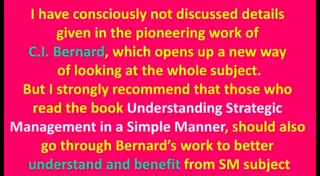 I have consciously not discussed details
given in the pioneering work of
C.I. Bernard, which opens up a new way
of looking at the whole subject.
But I strongly recommend that those who
read the book Understanding Strategic
Management in a Simple Manner, should also
go through Bernard's work to better
understand and benefit from SM subject